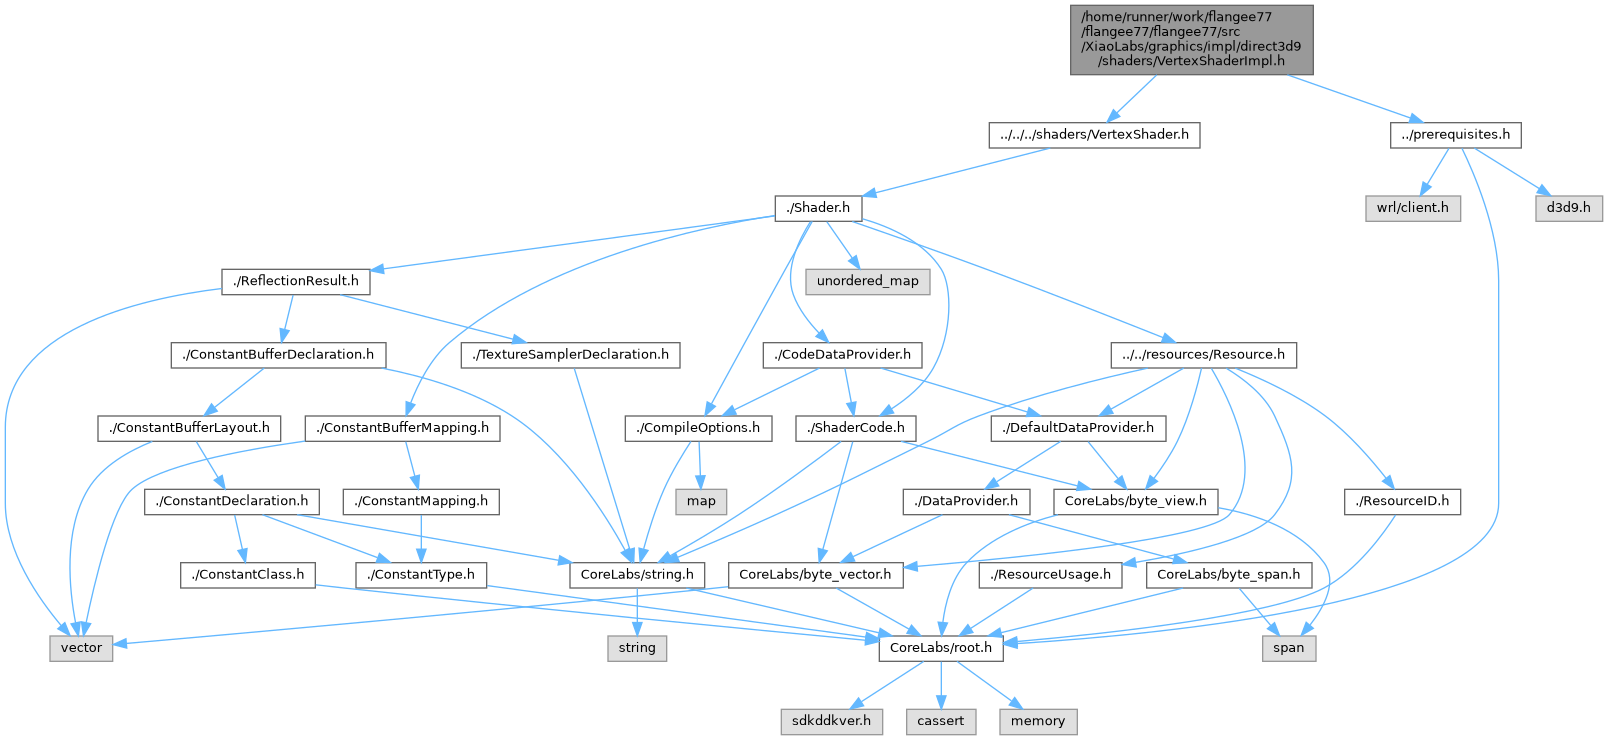 /home/runner/work/flangee77
/flangee77/flangee77/src
/XiaoLabs/graphics/impl/direct3d9
/shaders/VertexShaderImpl.h
../../../shaders/VertexShader.h
../prerequisites.h
wrl/client.h
d3d9.h
./Shader.h
./ReflectionResult.h
unordered_map
./ConstantBufferDeclaration.h
./TextureSamplerDeclaration.h
./CodeDataProvider.h
../../resources/Resource.h
./ConstantBufferLayout.h
./ConstantBufferMapping.h
./CompileOptions.h
./ShaderCode.h
./DefaultDataProvider.h
./ConstantDeclaration.h
./ConstantMapping.h
map
./DataProvider.h
CoreLabs/byte_view.h
./ResourceID.h
./ConstantClass.h
./ConstantType.h
CoreLabs/string.h
CoreLabs/byte_vector.h
./ResourceUsage.h
CoreLabs/byte_span.h
vector
string
CoreLabs/root.h
span
sdkddkver.h
cassert
memory